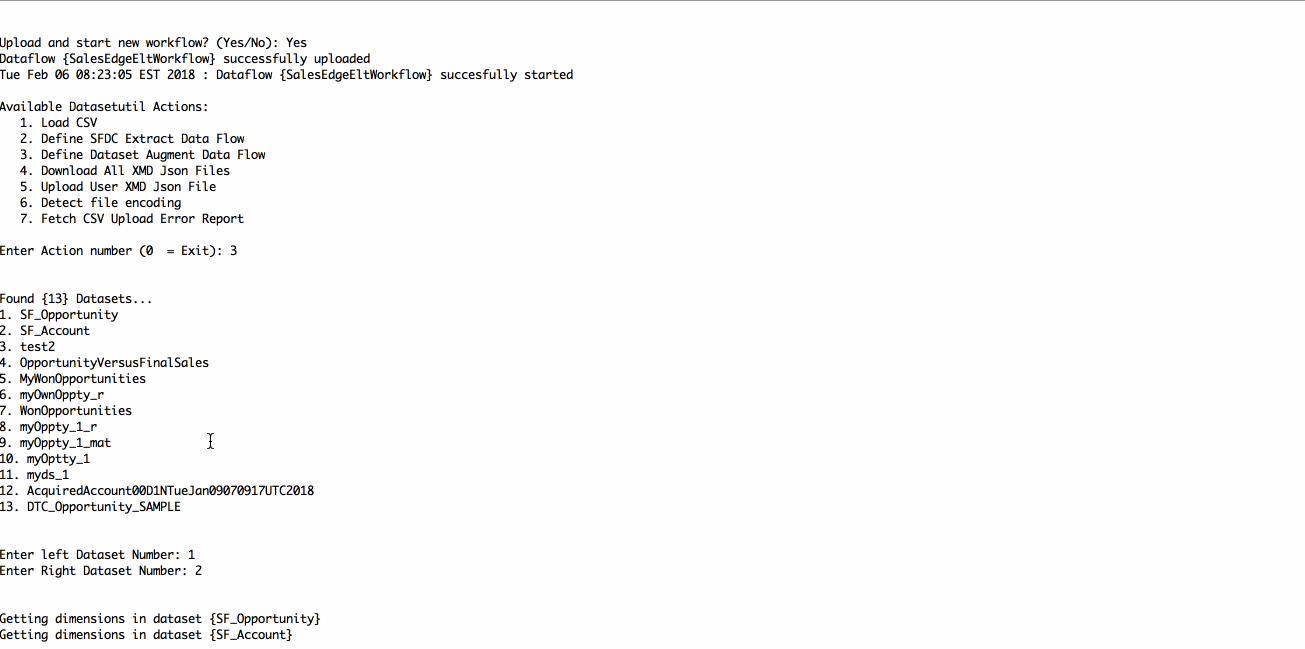 Upload and start new workflow? (Yes/No): Yes
Dataflow {SalesEdgeEltWorkflow} successfully uploaded
Tue Feb 06 08:23:05 EST 2018 : Dataflow {SalesEdgeEltWorkflow} succesfully started
Available Datasetutil Actions:
1. Load CSV
2. Define SFDC Extract Data Flow
3. Define Dataset Augment Data Flow
4. Download All XMD Json Files
5. Upload User XMD Json File
6. Detect file encoding
7. Fetch CSV Upload Error Report
Enter Action number (0  = Exit): 3
Found {13} Datasets...
1. SF_Opportunity
2. SF_Account
3. test2
4. OpportunityVersusFinalSales
5. MyWonOpportunities
6. myOwnOppty_r
7. WonOpportunities
8. myOppty_1_r
9. myOppty_1_mat
10. myOptty_1
11. myds_1
12. AcquiredAccount00D1NTueJan09070917UTC2018
13. DTC_Opportunity_SAMPLE
Enter left Dataset Number: 1
Enter Right Dataset Number: 2
Getting dimensions in dataset {SF_Opportunity}
Getting dimensions in dataset {SF_Account}